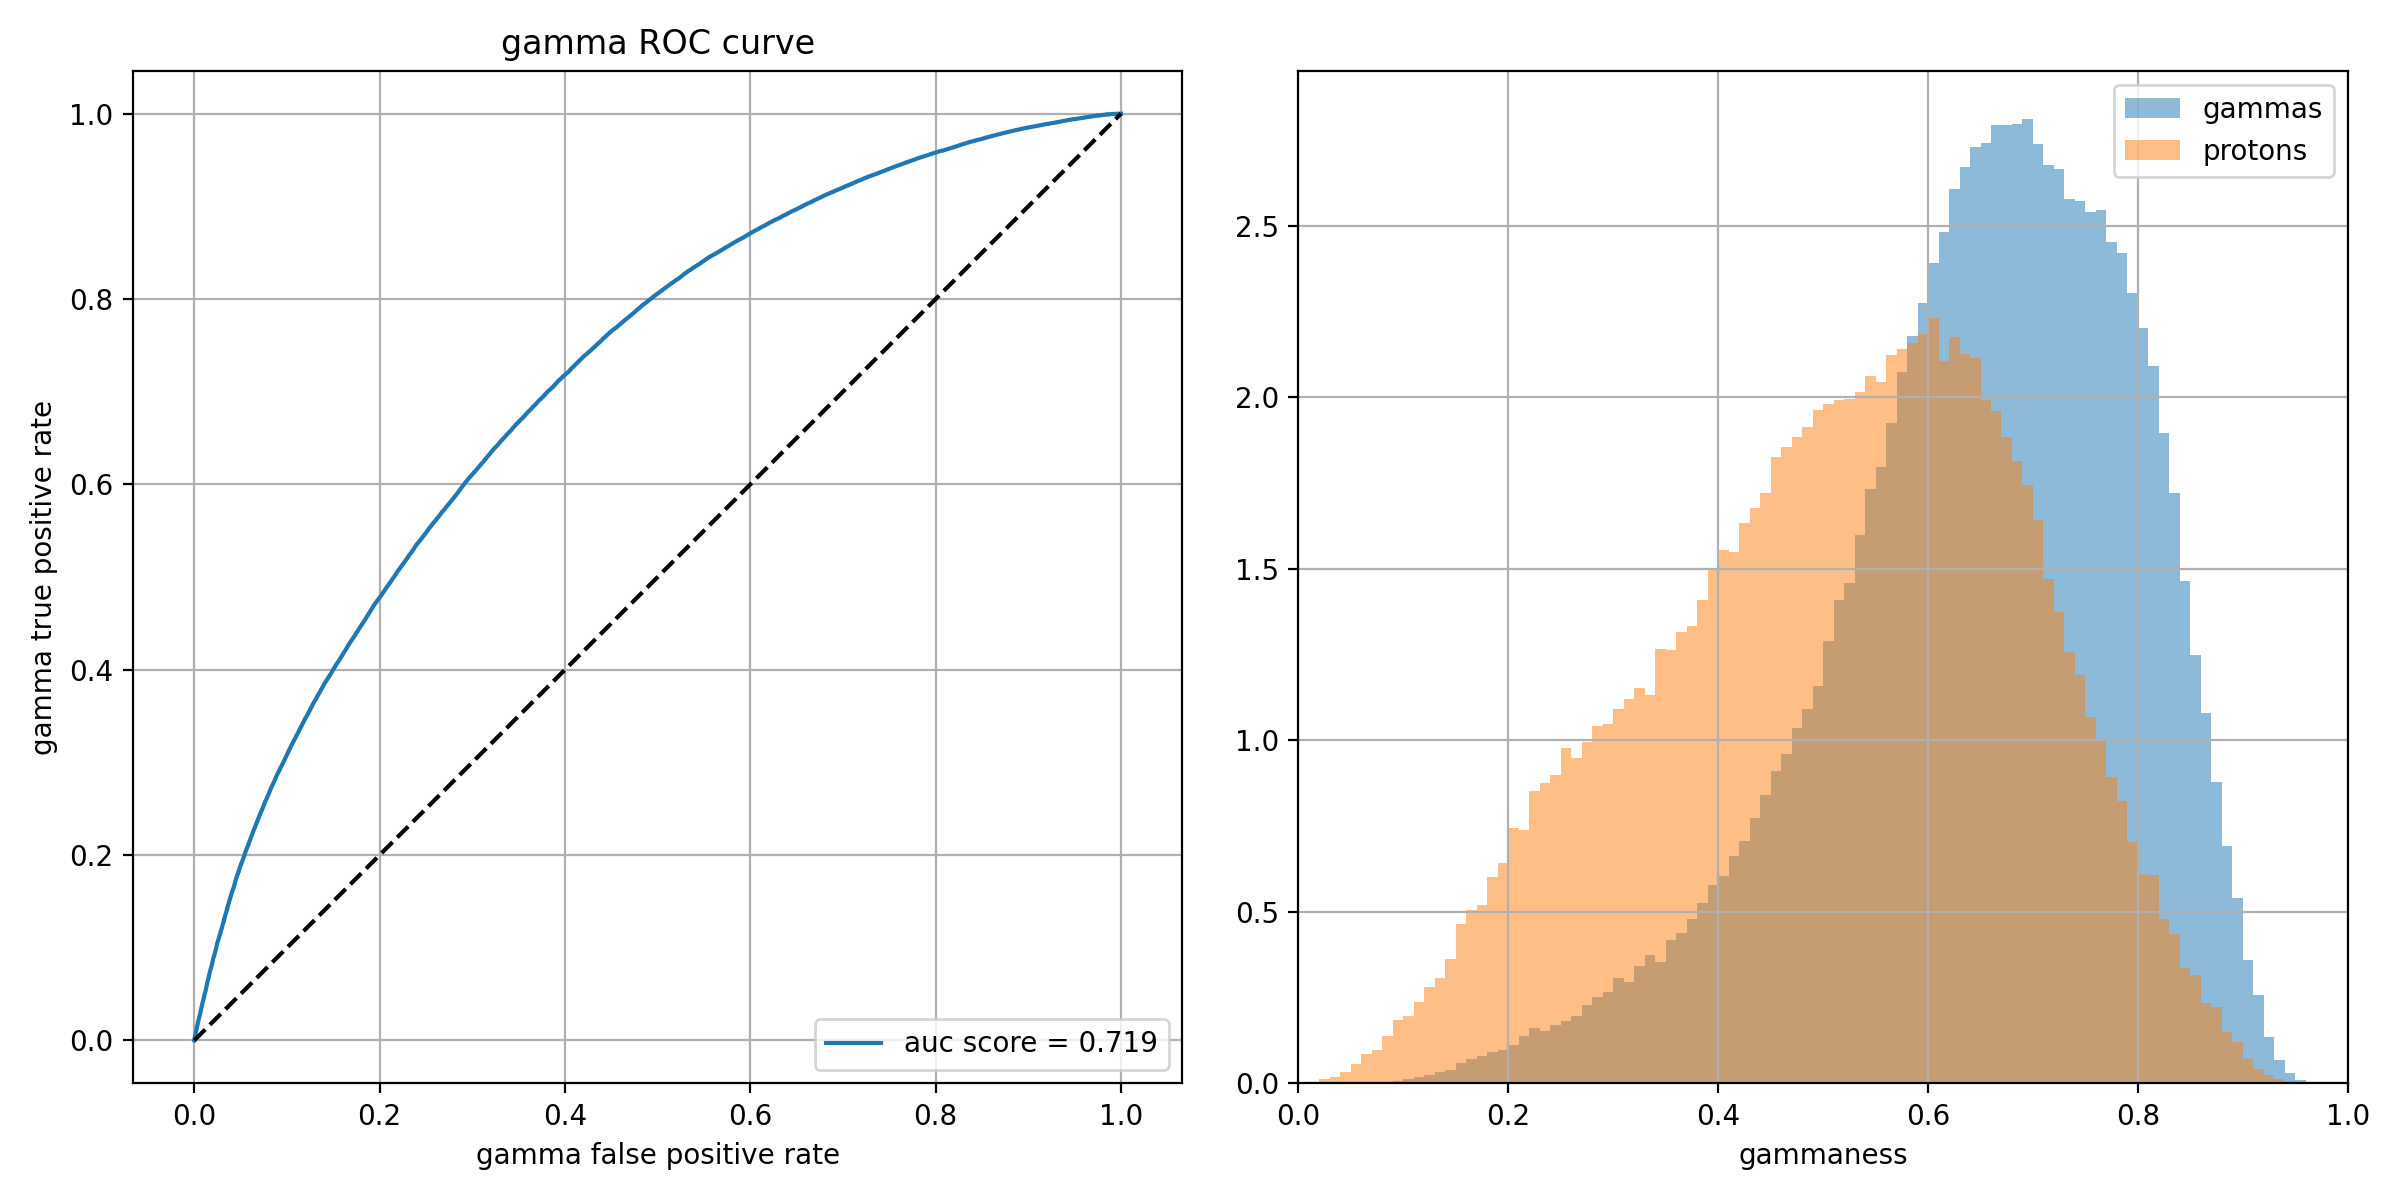 gamma ROC curve
gamma true positive rate
1.0
0.8
0.6
0.4
0.2
0.0
auc score = 0.719
0.0 0.2 0.4 0.6 0.8 1.0
gamma false positive rate
gammas
protons
2.5
2.0
1.5
1.0
0.5
0.0
0.0 0.2 0.4 0.6 0.8 1.0
gammaness